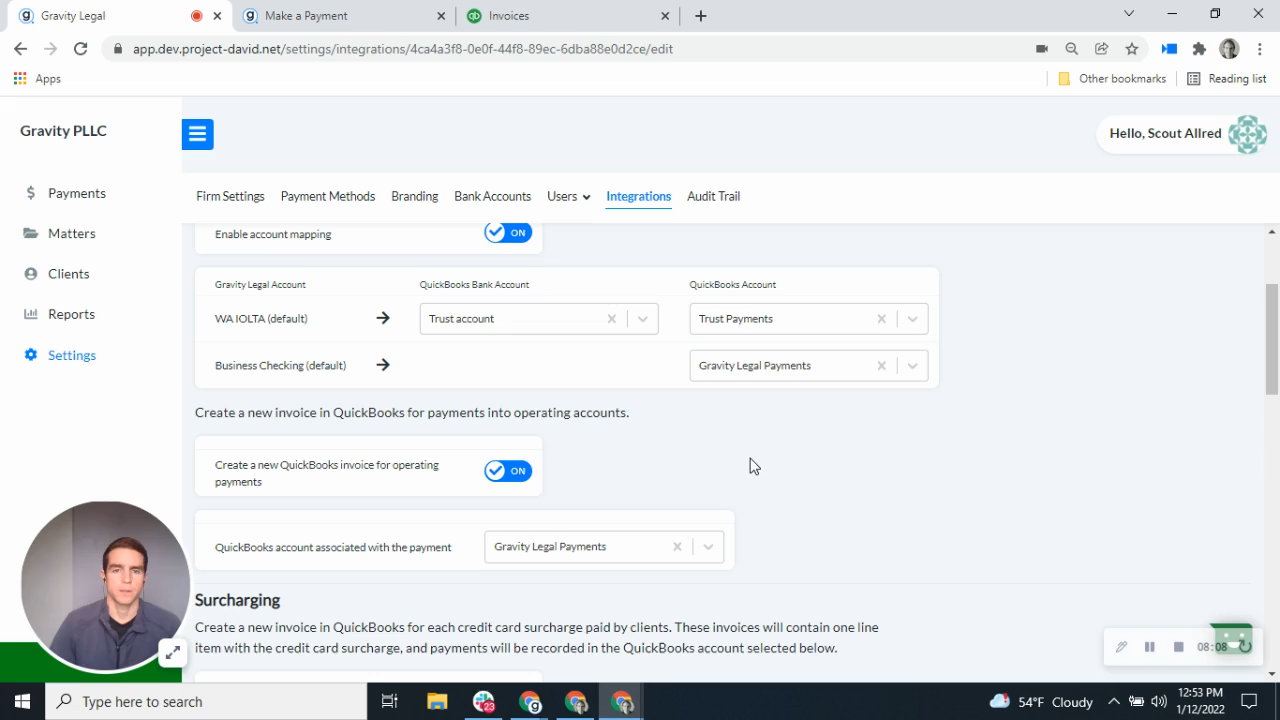 Gravity Legal
Make a Payment
Invoices
app.dev.project-david.net/settings/integrations/4ca4a3f8-0e0f-44f8-89ec-6dba88e0d2ce/edit
Apps
Other bookmarks
Reading list
Gravity PLLC
Hello, Scout Allred
Payments
Matters
Clients
Reports
Settings
Firm Settings
Payment Methods
Branding
Bank Accounts
Users
Integrations
Audit Trail
Enable account mapping
ON
Gravity Legal Account
QuickBooks Bank Account
QuickBooks Account
WA IOLTA (default)
Trust account
Trust Payments
Business Checking (default)
Gravity Legal Payments
Create a new invoice in QuickBooks for payments into operating accounts.
Create a new QuickBooks invoice for operating
payments
ON
QuickBooks account associated with the payment
Gravity Legal Payments
Surcharging
Create a new invoice in QuickBooks for each credit card surcharge paid by clients. These invoices will contain one line
item with the credit card surcharge, and payments will be recorded in the QuickBooks account selected below.
08:08
Type here to search
23
54°F Cloudy
12:53 PM
1/12/2022